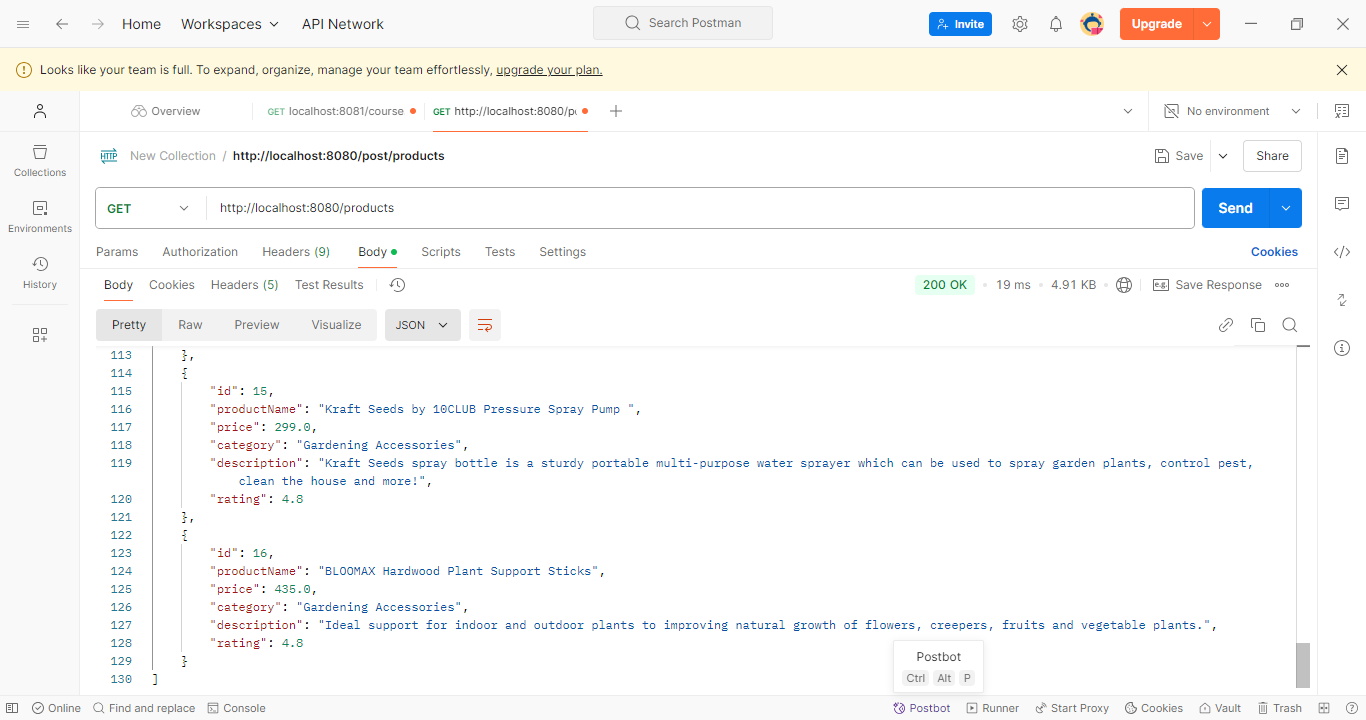 Home Workspaces API Network Search Postman Invite Upgrade
Looks like your team is full. To expand, organize, manage your team effortlessly, upgrade your plan.
Overview GET localhost:8081/course GET http://localhost:8080/p No environment
HTTP New Collection / http://localhost:8080/post/products Save Share
Collections
GET http://localhost:8080/products Send
Environments
Params Authorization Headers (9) Body Scripts Tests Settings Cookies
History
Body Cookies Headers (5) Test Results 200 OK 19 ms 4.91 KB e.g. Save Response
Pretty Raw Preview Visualize JSON
113 },
114 {
115 "id": 15,
116 "productName": "Kraft Seeds by 10CLUB Pressure Spray Pump ",
117 "price": 299.0,
118 "category": "Gardening Accessories",
119 "description": "Kraft Seeds spray bottle is a sturdy portable multi-purpose water sprayer which can be used to spray garden plants, control pest,
clean the house and more!",
120 "rating": 4.8
121 },
122 {
123 "id": 16,
124 "productName": "BLOOMAX Hardwood Plant Support Sticks",
125 "price": 435.0,
126 "category": "Gardening Accessories",
127 "description": "Ideal support for indoor and outdoor plants to improving natural growth of flowers, creepers, fruits and vegetable plants.",
128 "rating": 4.8
129 }
130 ]
Postbot
Ctrl Alt P
Online Find and replace Console Postbot Runner Start Proxy Cookies Vault Trash